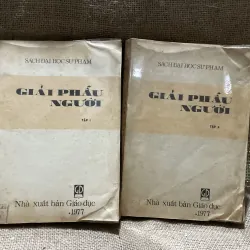 SÁCH ĐẠI HỌC SƯ PHẠM
GIẢI PHẪU
NGƯỜI
TẬP I
Nhà xuất bản Giáo dục
-1977
SÁCH ĐẠI HỌC SƯ PHẠM
GIẢI PHẪU
NGƯỜI
Nhà xuất bản Giáo dục
-1977